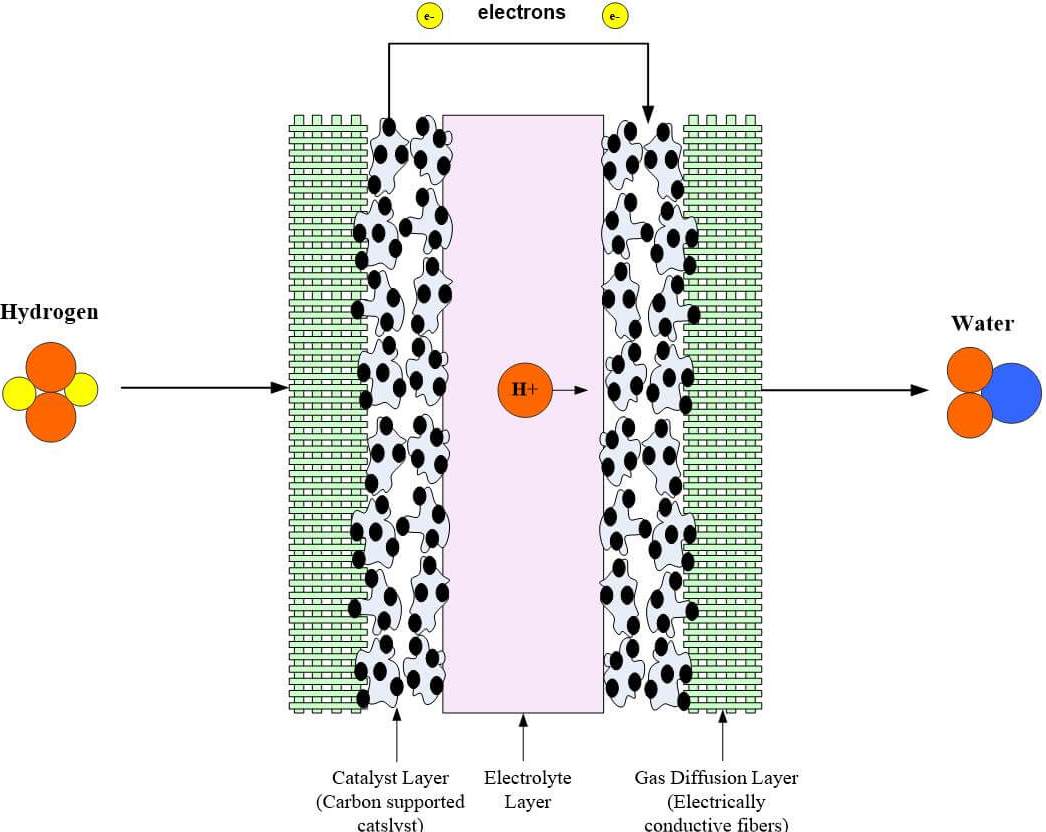 e- electrons e-
Hydrogen
Water
H+
Catalyst Layer
(Carbon supported
catslyst)
Electrolyte
Layer
Gas Diffusion Layer
(Electrically
conductive fibers)